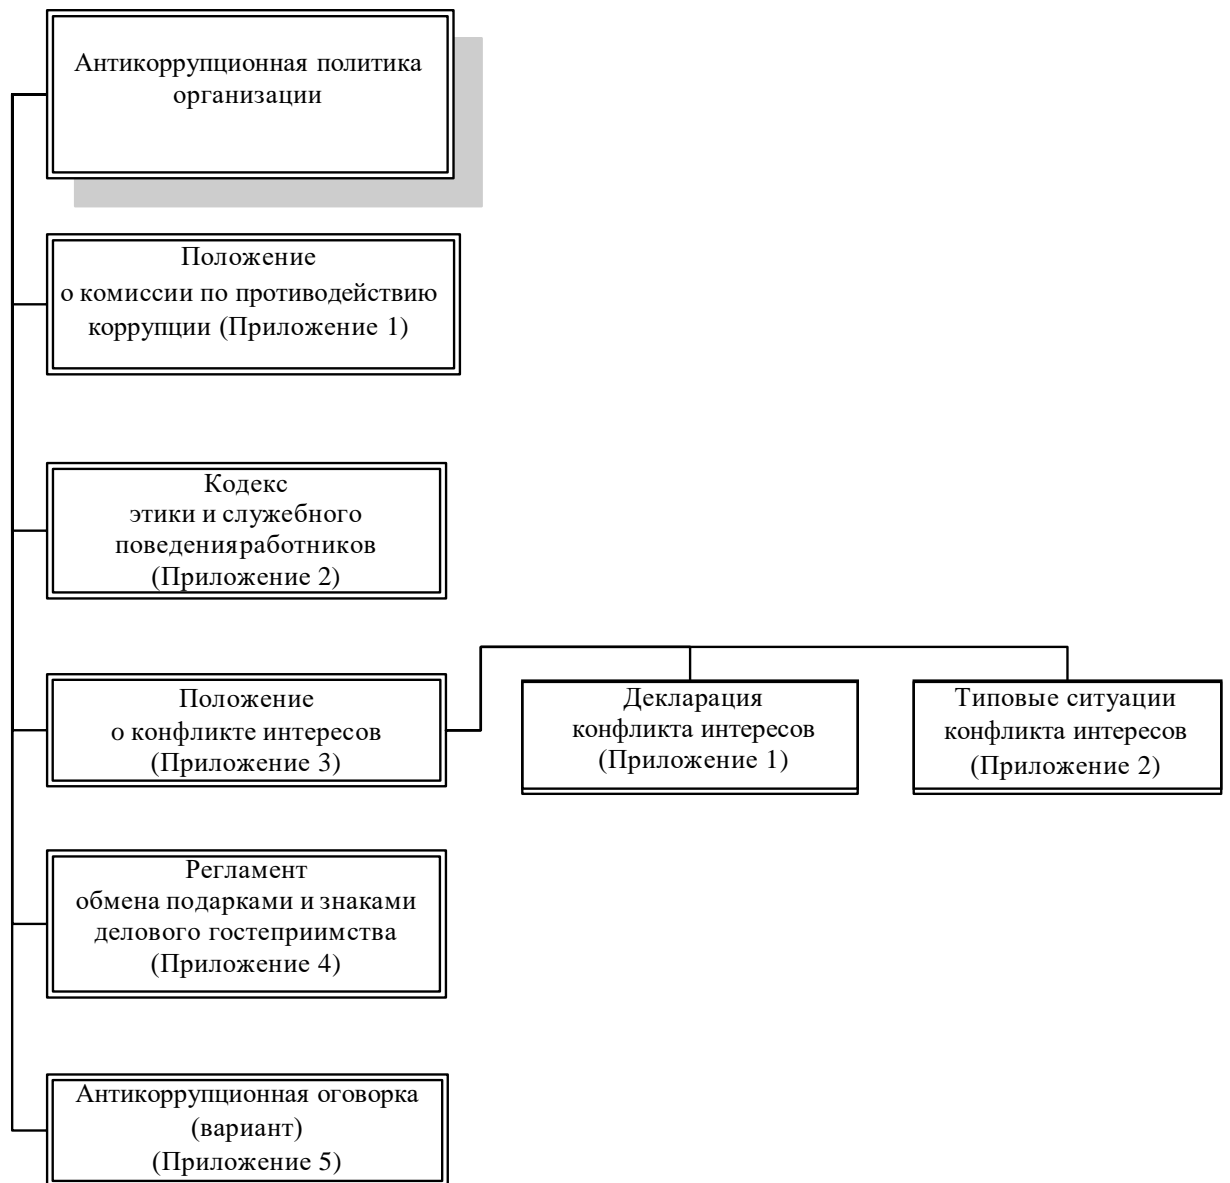 Антикоррупционная политика
организации
Положение
о комиссии по противодействию
коррупции (Приложение 1)
Кодекс
этики и служебного
поведенияработников
(Приложение 2)
Положение
о конфликте интересов
(Приложение 3)
Декларация
конфликта интересов
(Приложение 1)
Типовые ситуации
конфликта интересов
(Приложение 2)
Регламент
обмена подарками и знаками
делового гостеприимства
(Приложение 4)
Антикоррупционная оговорка
(вариант)
(Приложение 5)